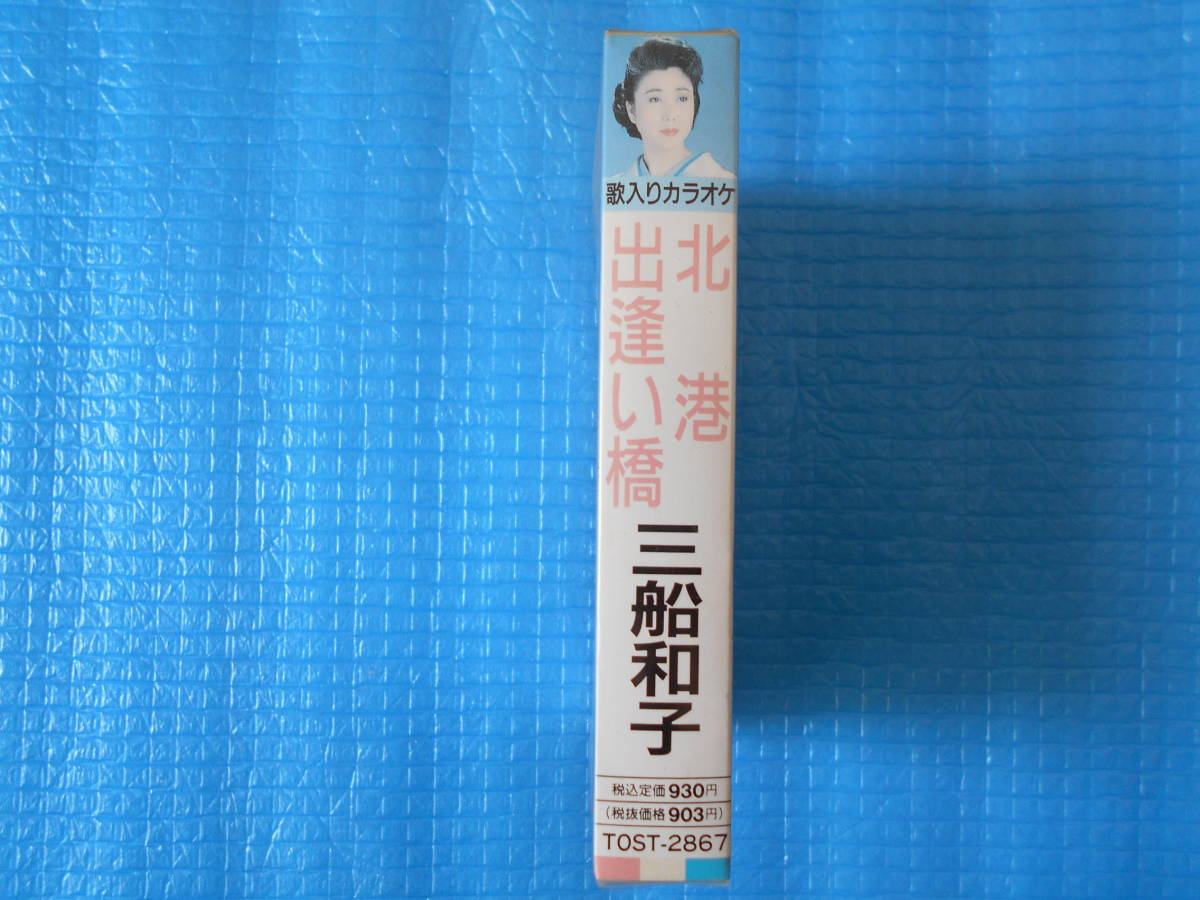 歌入りカラオケ
北港
出逢い橋
三船和子
税込定価930円
(税抜価格903円)
TOST-2867